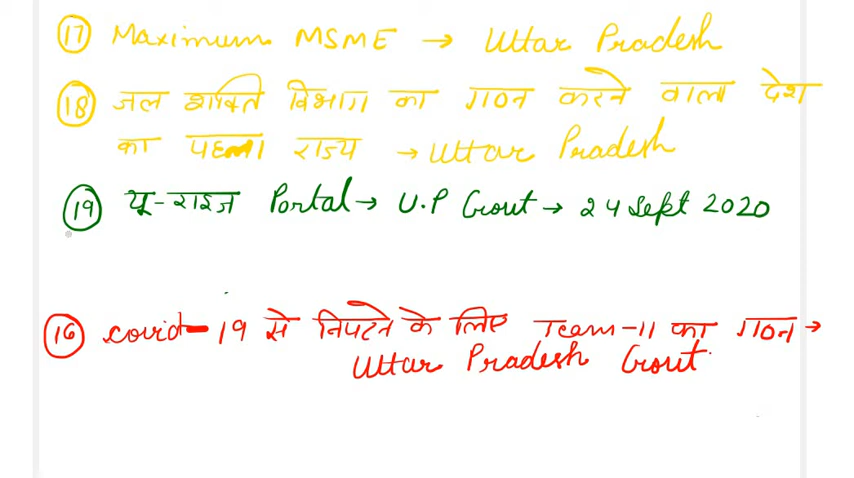 17 Maximum MSME → Uttar Pradesh
18 जल शक्ति विभाग का गठन करने वाला देश
का पहला राज्य → Uttar Pradesh
19 यू-राइज Portal → U.P Govt → 24 Sept 2020
16 covid-19 से निपटने के लिए Team-11 का गठन →
Uttar Pradesh Govt.